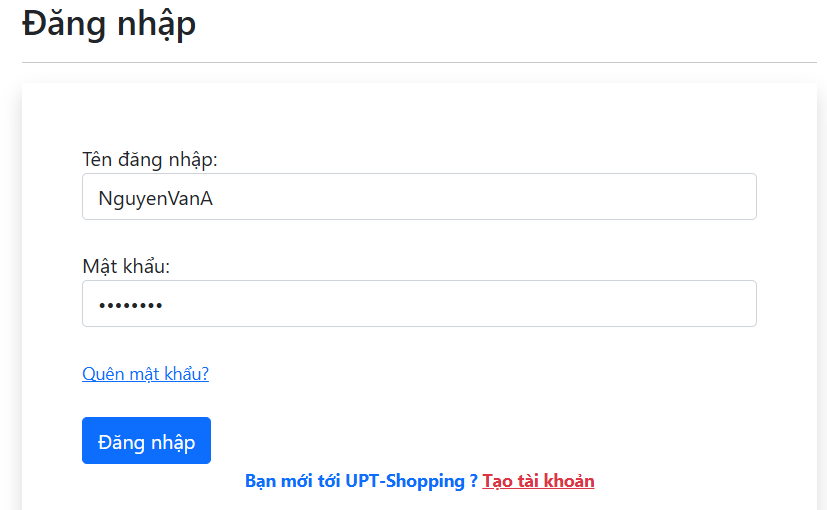 Đăng nhập
Tên đăng nhập:
NguyenVanA
Mật khẩu:
••••••••
Quên mật khẩu?
Đăng nhập
Bạn mới tới UPT-Shopping ? Tạo tài khoản